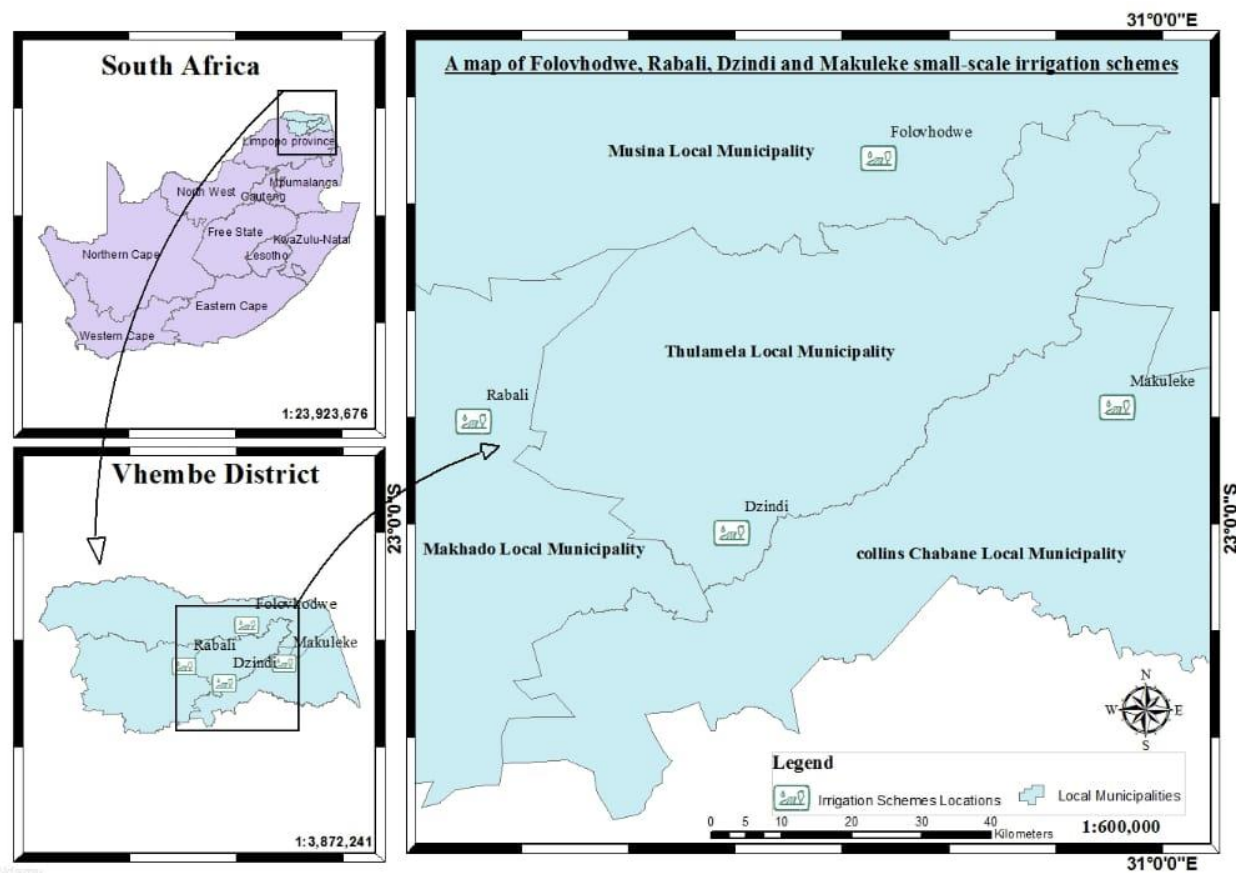 31°0'0"E
South Africa
Limpopo province
North West
Mpumalanga
Gauteng
Free State
KwaZulu-Natal
Lesotho
Northern Cape
Eastern Cape
Western Cape
1:23,923,676
Vhembe District
Folovhodwe
Rabali
Makuleke
Dzindi
1:3,872,241
A map of Folovhodwe, Rabali, Dzindi and Makuleke small-scale irrigation schemes
Folovhodwe
Musina Local Municipality
Thulamela Local Municipality
Makuleke
Rabali
Dzindi
Makhado Local Municipality
collins Chabane Local Municipality
23°0'0"S
23°0'0"S
N
W E
S
Legend
Irrigation Schemes Locations
Local Municipalities
0 5 10 20 30 40
Kilometers
1:600,000
31°0'0"E